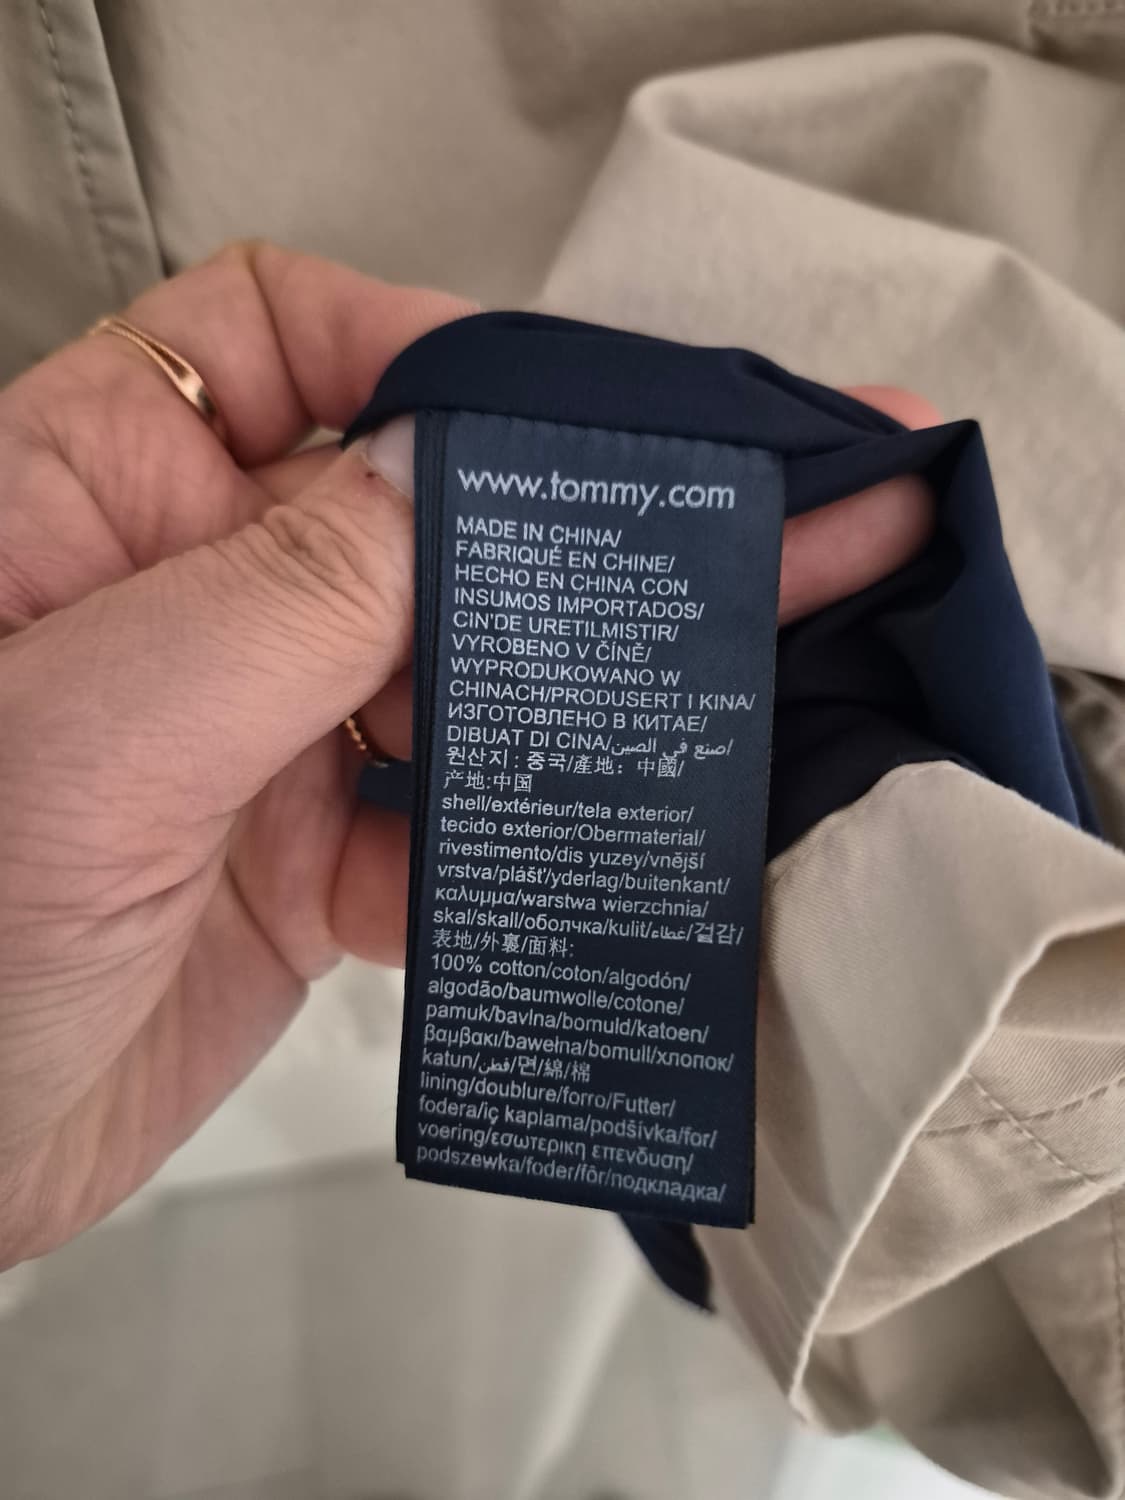 www.tommy.com
MADE IN CHINA/
FABRIQUÉ EN CHINE/
HECHO EN CHINA CON
INSUMOS IMPORTADOS/
CIN'DE URETILMISTIR/
VYROBENO V ČÍNĚ/
WYPRODUKOWANO W
CHINACH/PRODUSERT I KINA/
ИЗГОТОВЛЕНО В КИТАЕ/
DIBUAT DI CINA/صنع في الصين/
원산지 : 중국/產地: 中國/
产地:中国
shell/extérieur/tela exterior/
tecido exterior/Obermaterial/
rivestimento/dis yuzey/vnější
vrstva/plášť/yderlag/buitenkant/
καλυμμα/warstwa wierzchnia/
skal/skall/оболчка/kulit/غطاء/겉감/
表地/外裏/面料:
100% cotton/coton/algodón/
algodão/baumwolle/cotone/
pamuk/bavlna/bomuld/katoen/
βαμβακι/bawełna/bomull/хлопок/
katun/قطن/면/綿/棉
lining/doublure/forro/Futter/
fodera/iç kaplama/podšívka/for/
voering/εσωτερικη επενδυση/
podszewka/foder/fôr/подкладка/